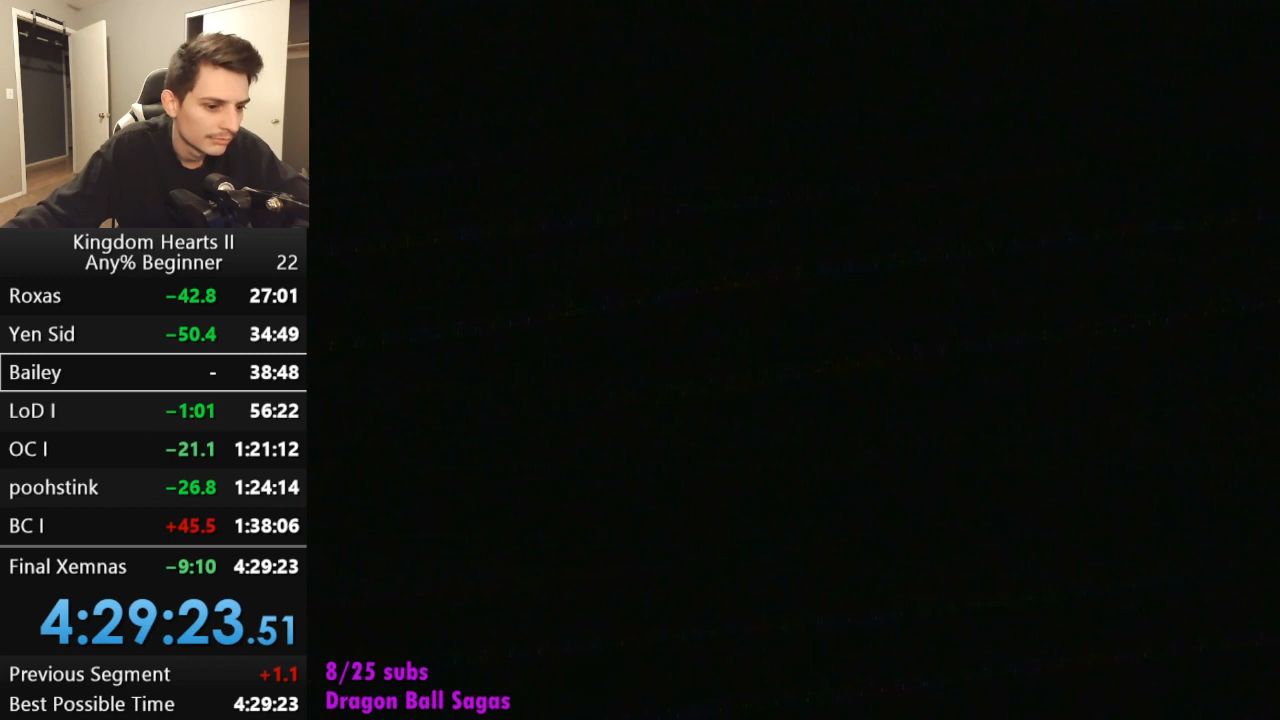 Kingdom Hearts II
Any% Beginner 22
Roxas −42.8 27:01
Yen Sid −50.4 34:49
Bailey - 38:48
LoD I −1:01 56:22
OC I −21.1 1:21:12
poohstink −26.8 1:24:14
BC I +45.5 1:38:06
Final Xemnas −9:10 4:29:23
4:29:23.51
Previous Segment +1.1
Best Possible Time 4:29:23
8/25 subs
Dragon Ball Sagas